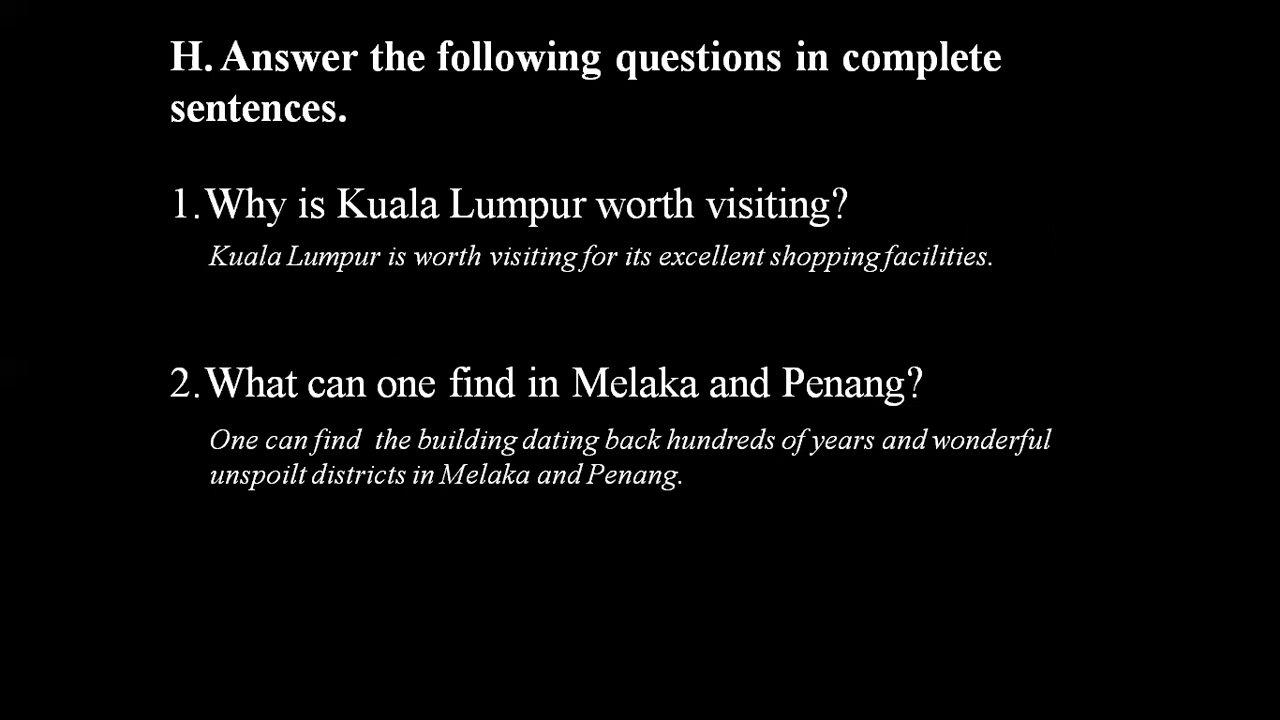 H. Answer the following questions in complete
sentences.
1. Why is Kuala Lumpur worth visiting?
Kuala Lumpur is worth visiting for its excellent shopping facilities.
2. What can one find in Melaka and Penang?
One can find the building dating back hundreds of years and wonderful
unspoilt districts in Melaka and Penang.